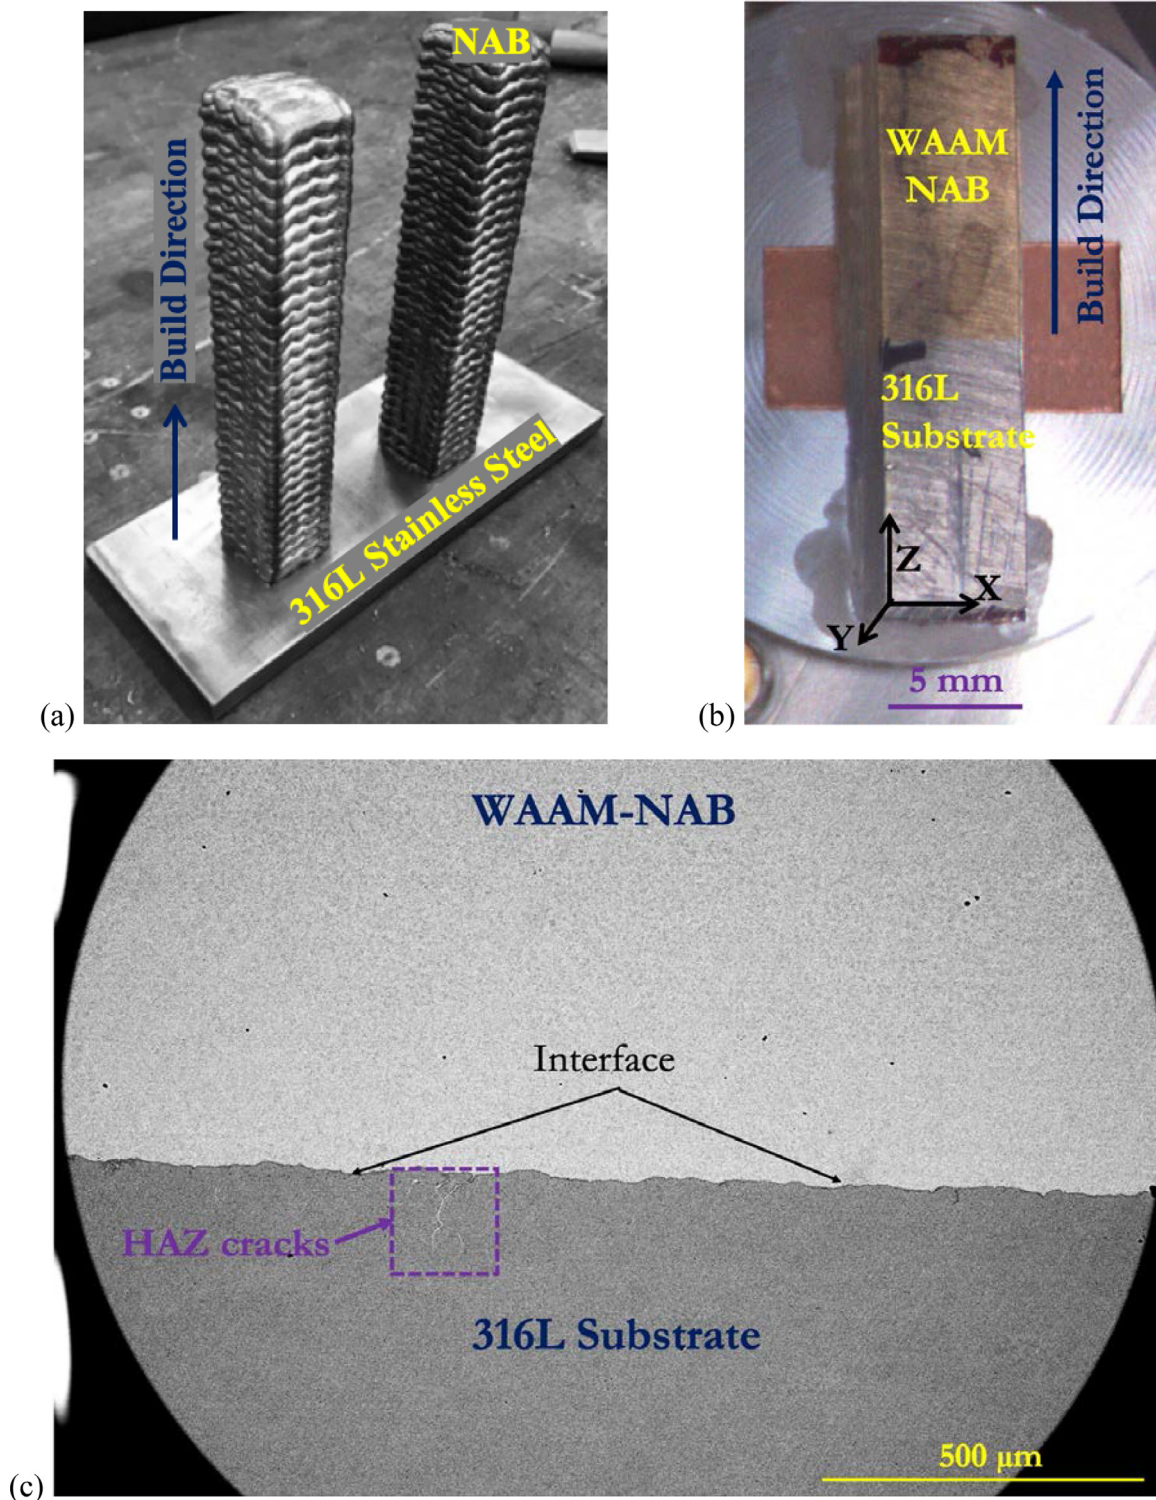 NAB
Build Direction
316L Stainless Steel
(a)
WAAM
NAB
Build Direction
316L
Substrate
Z
X
Y
5 mm
(b)
WAAM-NAB
Interface
HAZ cracks
316L Substrate
500 µm
(c)